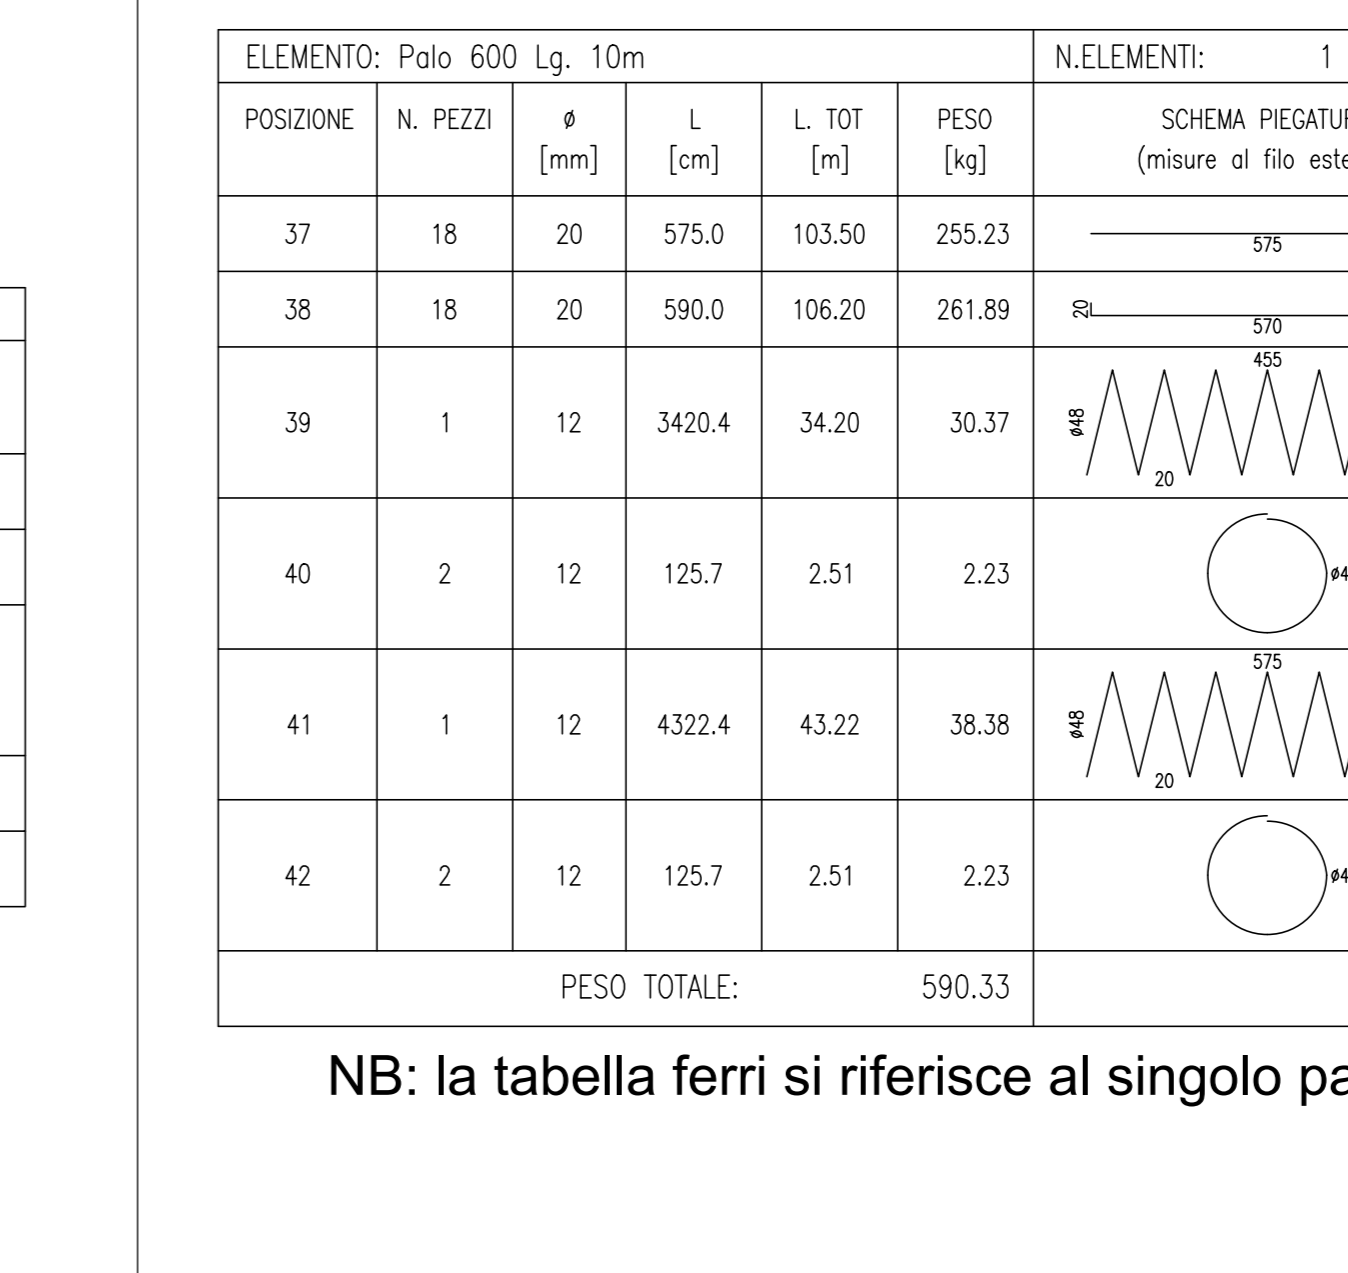 ELEMENTO: Palo 600 Lg. 10m N.ELEMENTI: 1
POSIZIONE N. PEZZI ø L L. TOT PESO SCHEMA
[mm] [cm] [m] [kg] (misure al filo
37 18 20 575.0 103.50 255.23 575
38 18 20 590.0 106.20 261.89 20 570
39 1 12 3420.4 34.20 30.37 455 ø48 20
40 2 12 125.7 2.51 2.23
41 1 12 4322.4 43.22 38.38 575 ø48 20
42 2 12 125.7 2.51 2.23
PESO TOTALE: 590.33
NB: la tabella ferri si riferisce al singolo